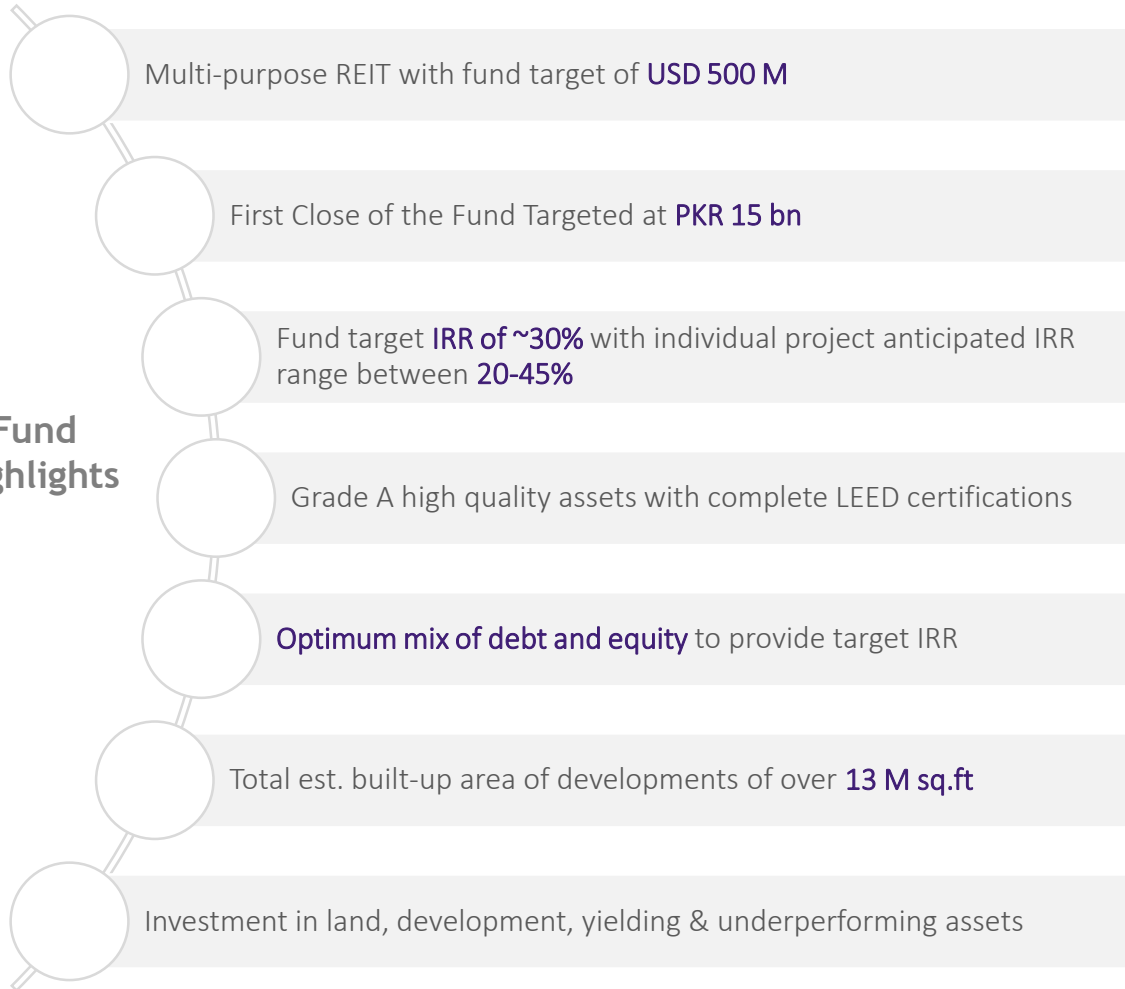 Multi-purpose REIT with fund target of USD 500 M
First Close of the Fund Targeted at PKR 15 bn
Fund target IRR of ~30% with individual project anticipated IRR
range between 20-45%
Fund
ghlights
Grade A high quality assets with complete LEED certifications
Optimum mix of debt and equity to provide target IRR
Total est. built-up area of developments of over 13 M sq.ft
Investment in land, development, yielding & underperforming assets